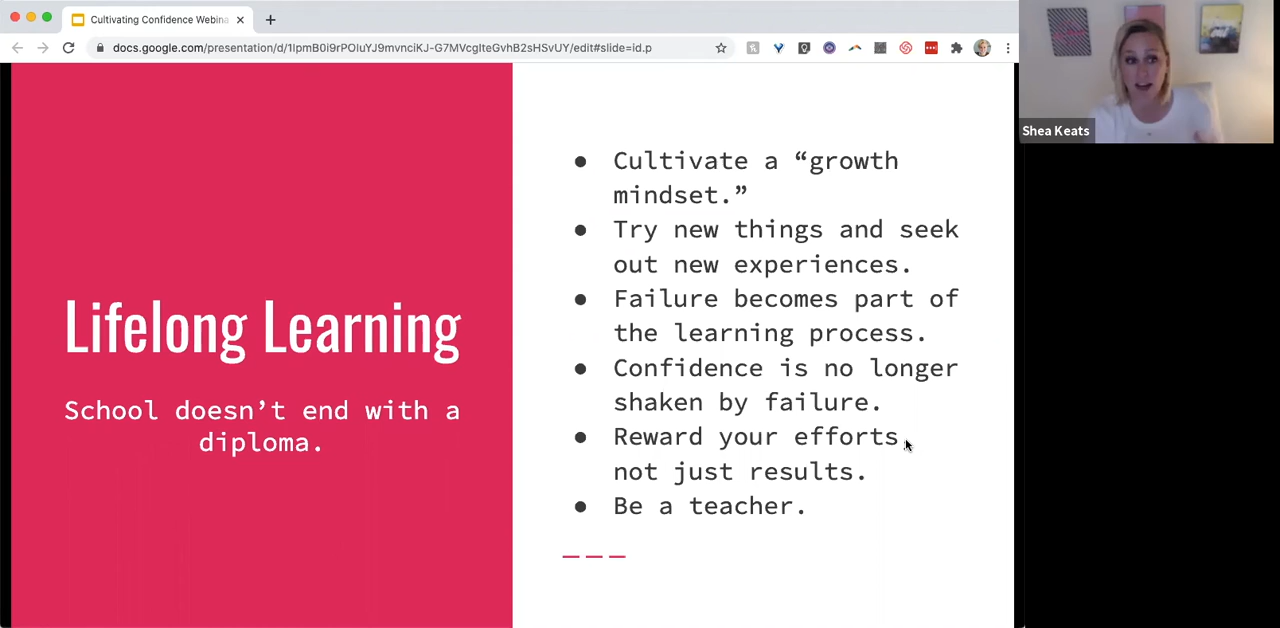 Cultivating Confidence Webina
docs.google.com/presentation/d/1IpmB0i9rPOIuYJ9mvnciKJ-G7MVcgIteGvhB2sHSvUY/edit#slide=id.p
Shea Keats
Lifelong Learning
School doesn’t end with a
diploma.
● Cultivate a “growth
mindset.”
● Try new things and seek
out new experiences.
● Failure becomes part of
the learning process.
● Confidence is no longer
shaken by failure.
● Reward your efforts,
not just results.
● Be a teacher.